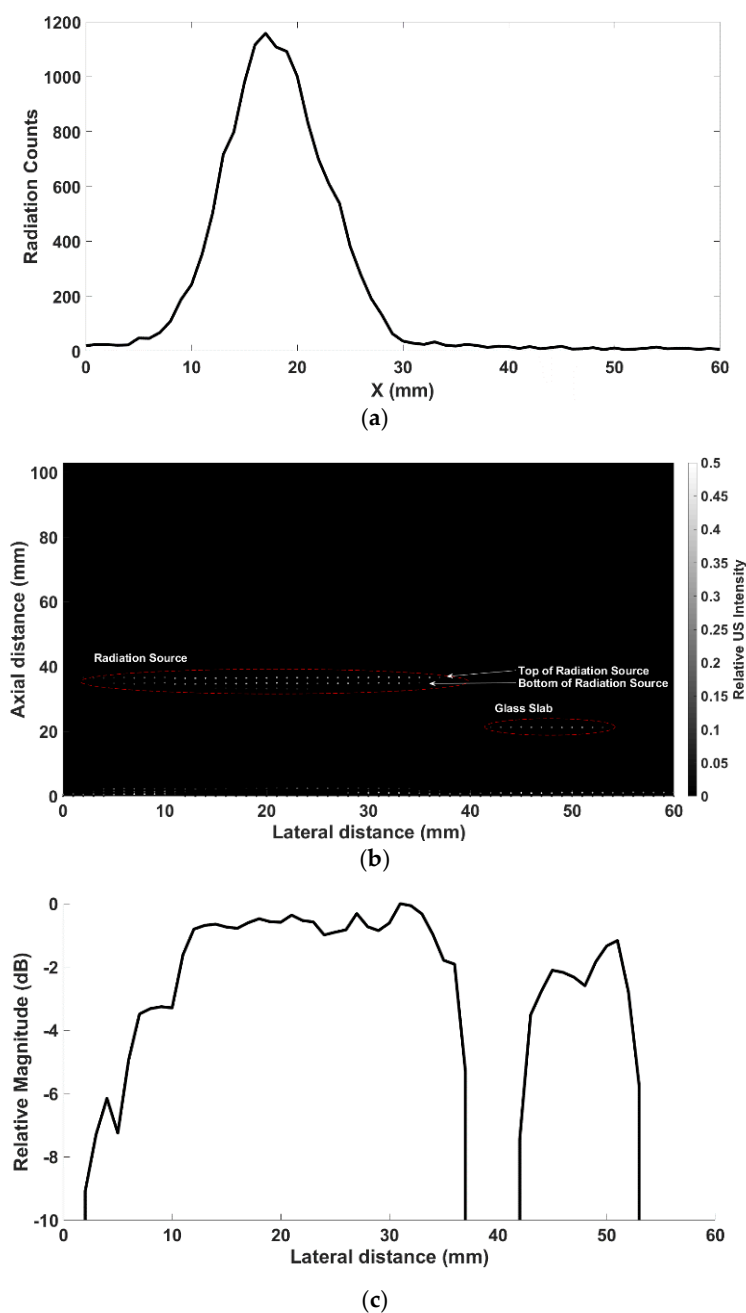 1200
1000
800
600
400
200
0
Radiation Counts
0 10 20 30 40 50 60
X (mm)
(a)
100
80
60
40
20
0
Axial distance (mm)
Radiation Source
Top of Radiation Source
Bottom of Radiation Source
Glass Slab
0 10 20 30 40 50 60
Lateral distance (mm)
0.5
0.45
0.4
0.35
0.3
0.25
0.2
0.15
0.1
0.05
0
Relative US Intensity
(b)
0
-2
-4
-6
-8
-10
Relative Magnitude (dB)
0 10 20 30 40 50 60
Lateral distance (mm)
(c)